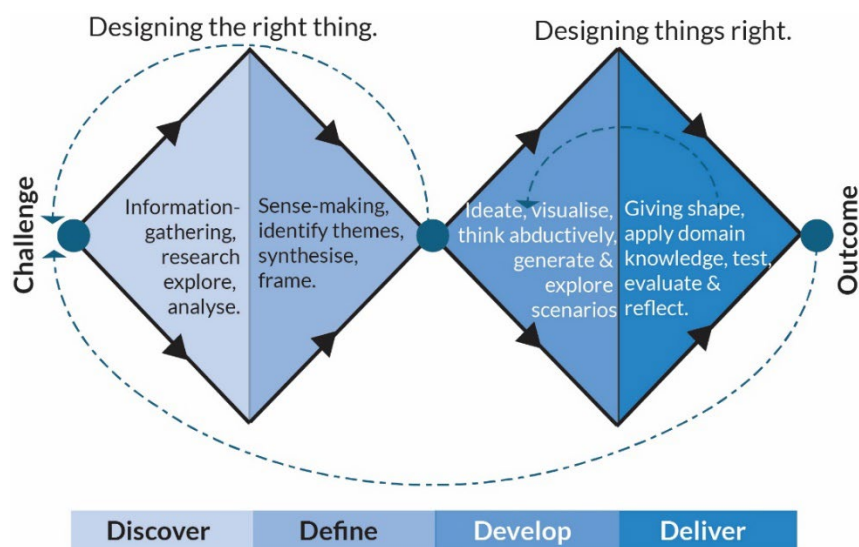 Designing the right thing.
Designing things right.
Challenge
Information-
gathering,
research
explore,
analyse.
Sense-making,
identify themes,
synthesise,
frame.
Ideate, visualise,
think abductively,
generate &
explore
scenarios
Giving shape,
apply domain
knowledge, test,
evaluate &
reflect.
Outcome
Discover
Define
Develop
Deliver